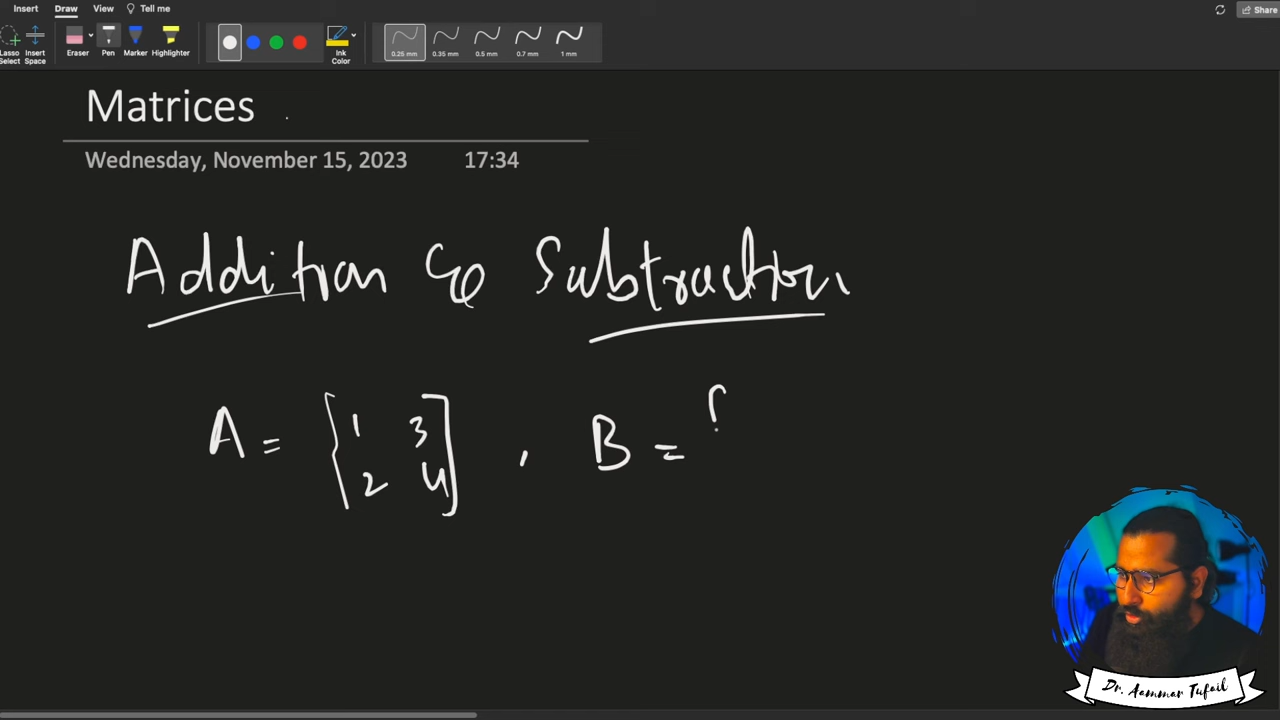 Insert Draw View Tell me
Share
Lasso Select
Insert Space
Eraser
Pen
Marker
Highlighter
Ink Color
0.25 mm
0.35 mm
0.5 mm
0.7 mm
1 mm
Matrices
Wednesday, November 15, 2023 17:34
Addition & Subtraction
A = [1 3
2 4] , B =
Dr. Aammar Tufail